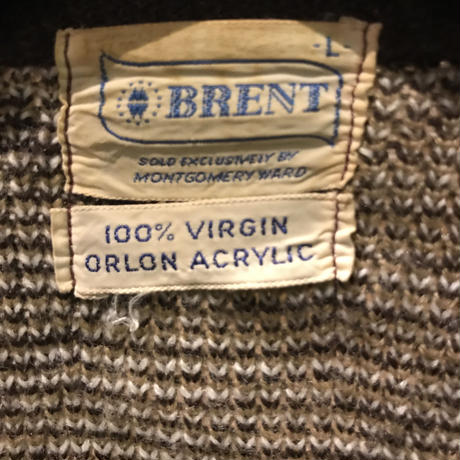 -L-
BRENT
SOLD EXCLUSIVELY BY
MONTGOMERY WARD
100% VIRGIN
ORLON ACRYLIC